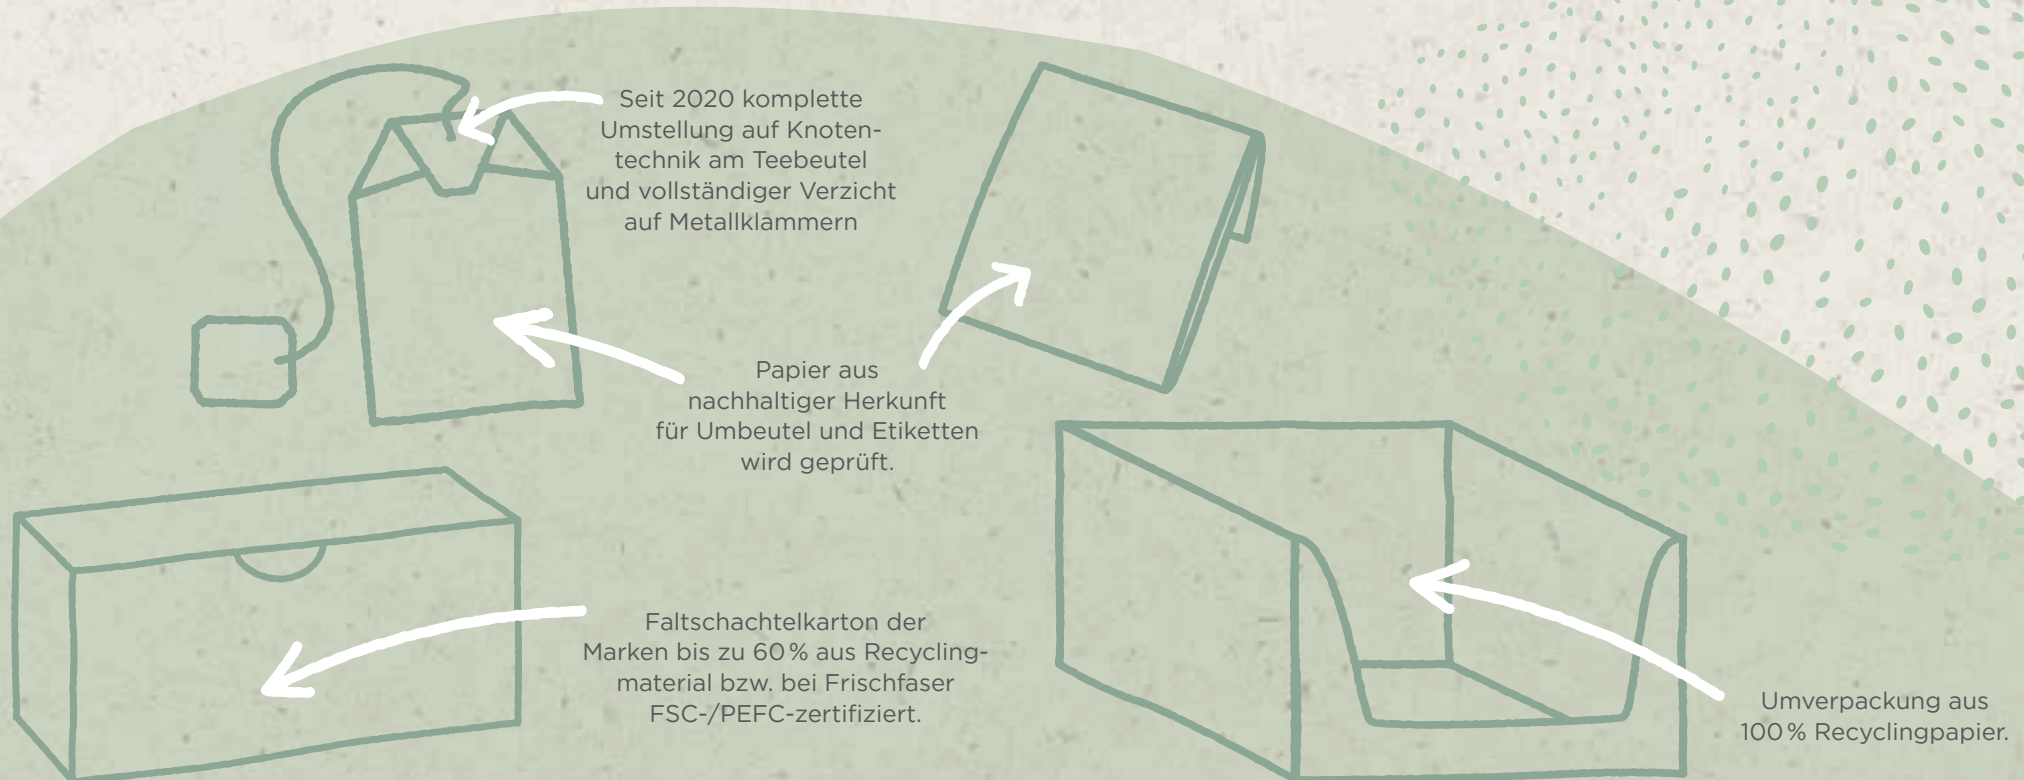 Seit 2020 komplette
Umstellung auf Knoten-
technik am Teebeutel
und vollständiger Verzicht
auf Metallklammern
Papier aus
nachhaltiger Herkunft
für Umbeutel und Etiketten
wird geprüft.
Faltschachtelkarton der
Marken bis zu 60 % aus Recycling-
material bzw. bei Frischfaser
FSC-/PEFC-zertifiziert.
Umverpackung aus
100 % Recyclingpapier.